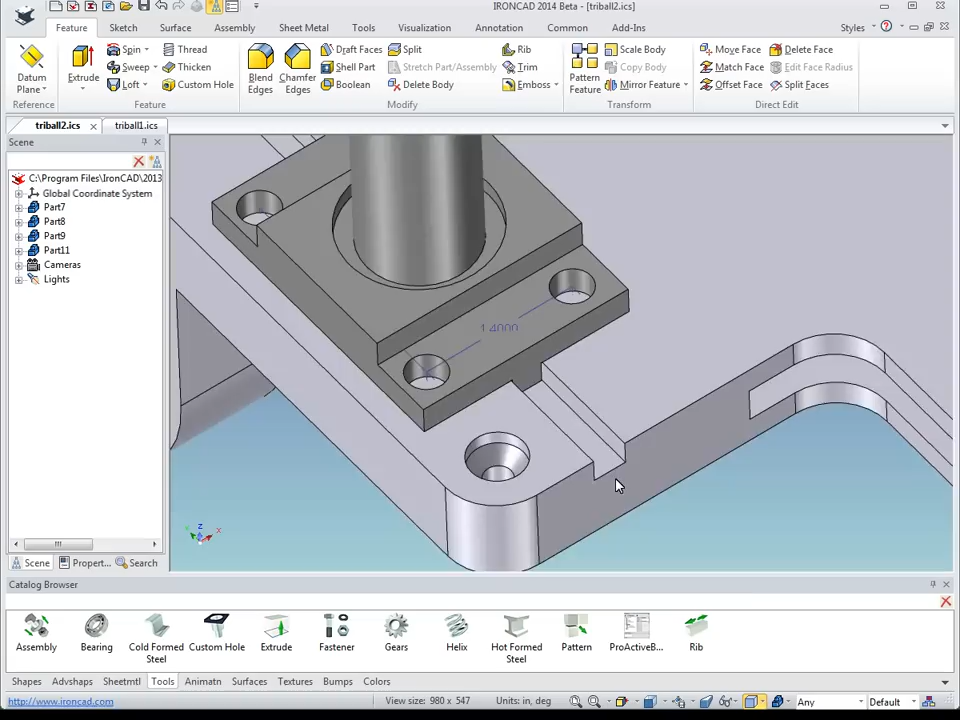 IRONCAD 2014 Beta - [triball2.ics]
Feature Sketch Surface Assembly Sheet Metal Tools Visualization Annotation Common Add-Ins Styles
Datum Plane
Reference
Extrude
Spin
Sweep
Loft
Thread
Thicken
Custom Hole
Feature
Blend Edges
Chamfer Edges
Draft Faces
Shell Part
Boolean
Split
Stretch Part/Assembly
Delete Body
Rib
Trim
Emboss
Modify
Pattern Feature
Scale Body
Copy Body
Mirror Feature
Transform
Move Face
Match Face
Offset Face
Delete Face
Edit Face Radius
Split Faces
Direct Edit
triball2.ics triball1.ics
Scene
C:\Program Files\IronCAD\2013
Global Coordinate System
Part7
Part8
Part9
Part11
Cameras
Lights
1.4000
Z
X
Scene Propert... Search
Catalog Browser
Assembly
Bearing
Cold Formed Steel
Custom Hole
Extrude
Fastener
Gears
Helix
Hot Formed Steel
Pattern
ProActiveB...
Rib
Shapes Advshaps Sheetmtl Tools Animatn Surfaces Textures Bumps Colors
http://www.ironcad.com View size: 980 x 547 Units: in, deg Any Default